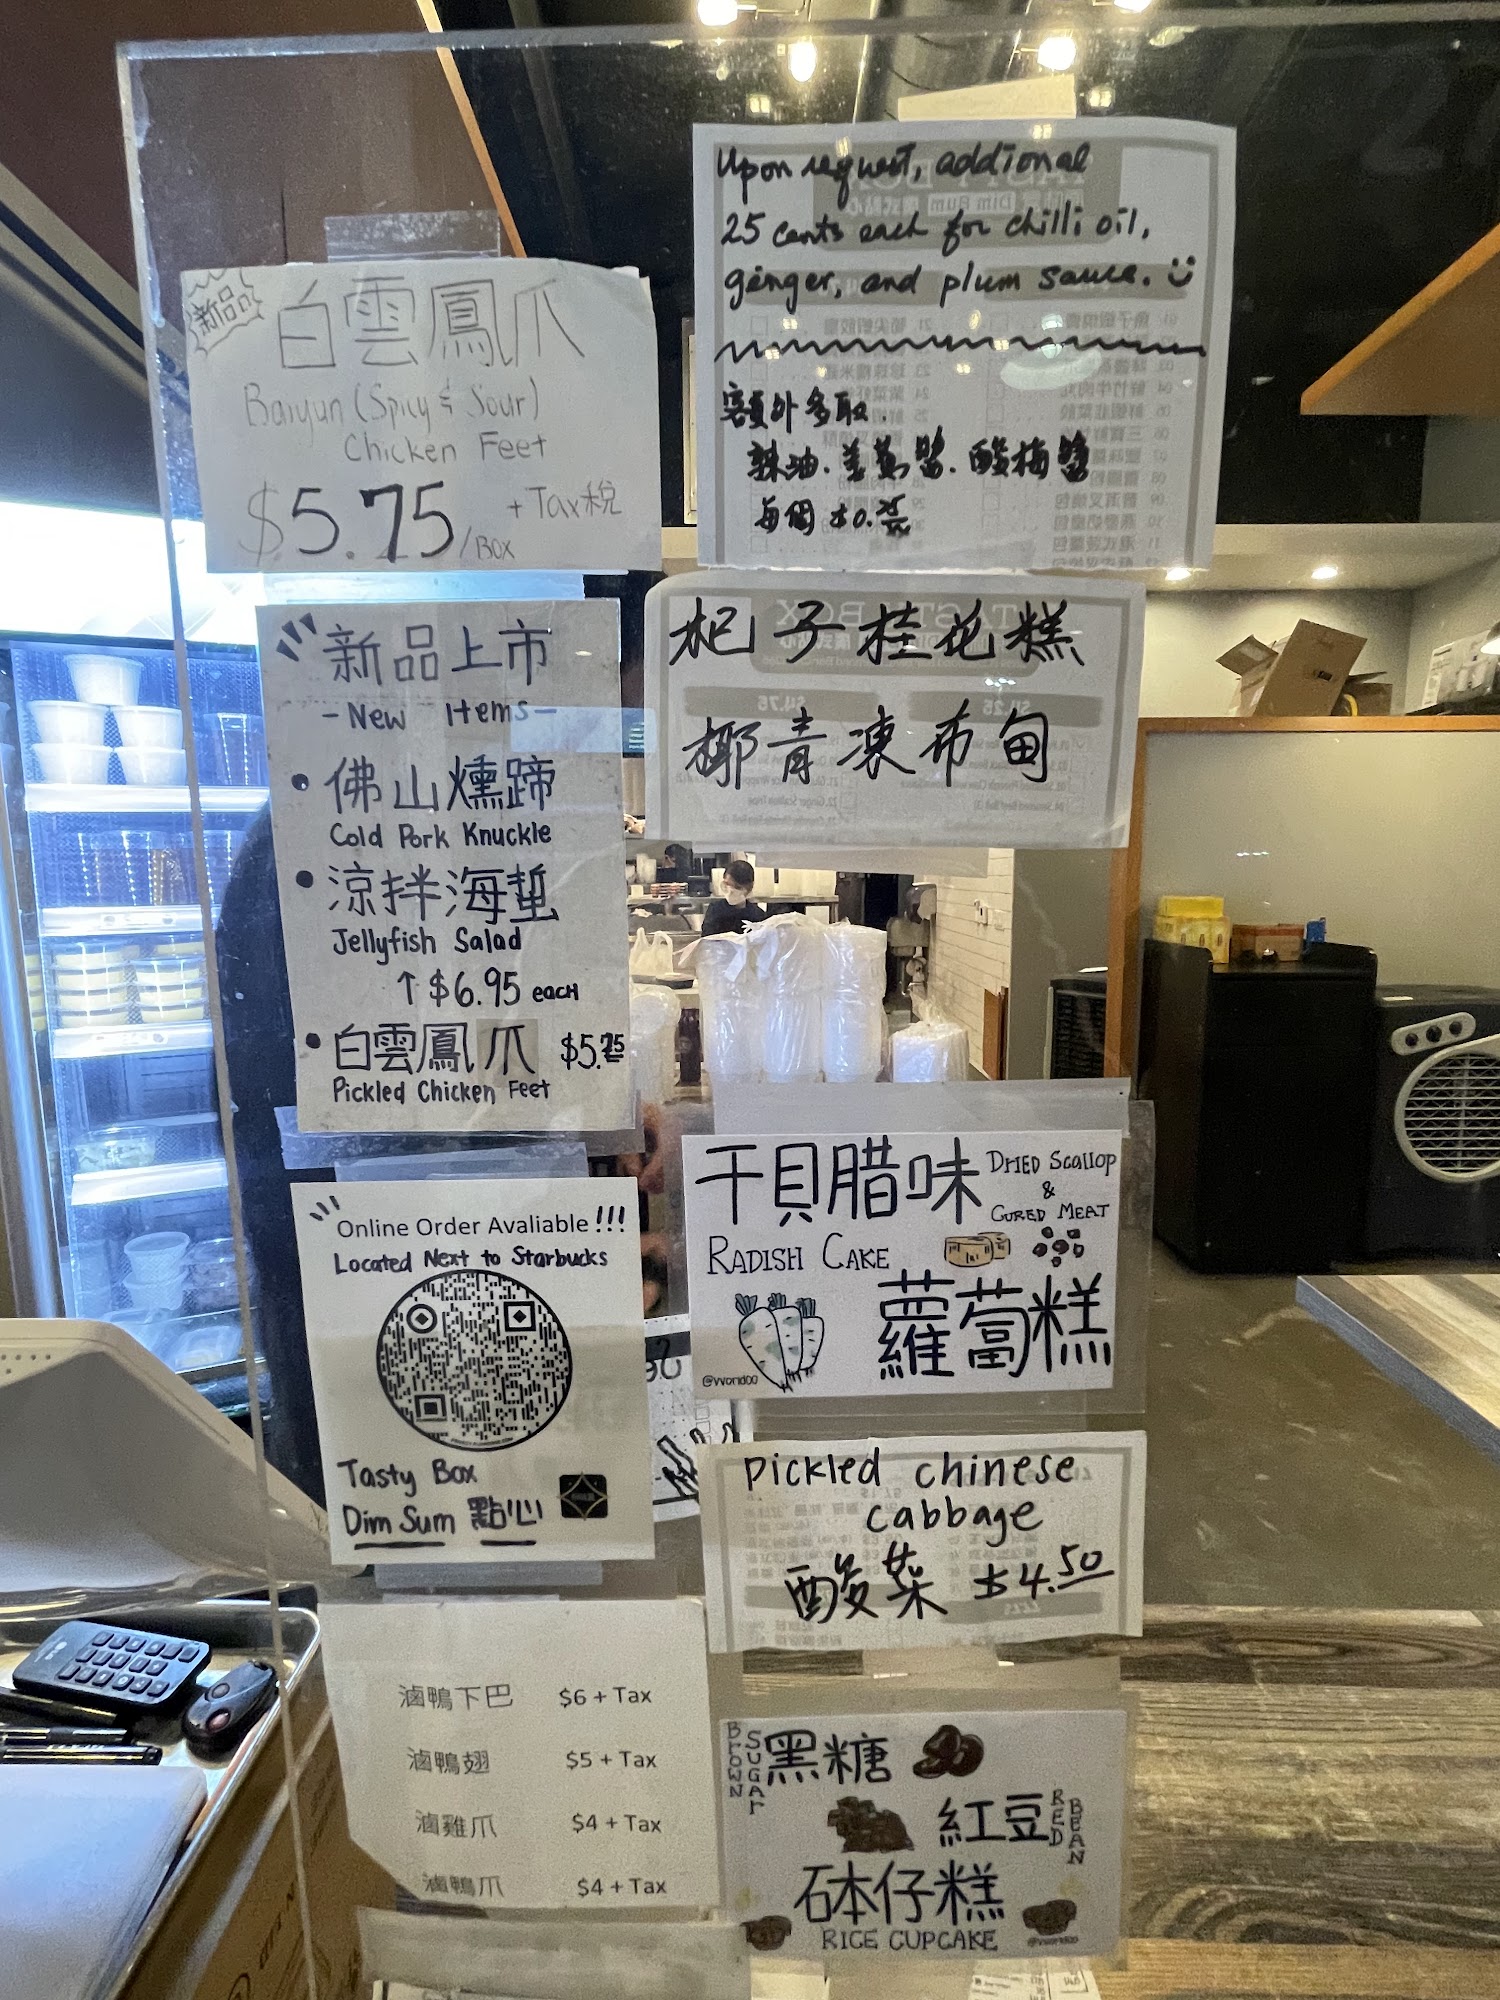 新品
白雲鳳爪
Baiyun (Spicy & Sour)
Chicken Feet
$5.75/BOX + Tax稅
Upon request, addtional
25 cents each for chilli oil,
ginger, and plum sauce.
額外多取
辣油.姜蓉醬.酸梅醬
每個 $0.25
新品上市
- New Items -
• 佛山燻蹄
Cold Pork Knuckle
• 涼拌海蜇
Jellyfish Salad
↑ $6.95 each
• 白雲鳳爪 $5.75
Pickled Chicken Feet
杞子桂花糕
椰青凍布甸
Online Order Avaliable!!!
Located Next to Starbucks
Tasty Box
Dim Sum 點心
干貝腊味 Dried Scallop
&
Cured Meat
Radish Cake
蘿蔔糕
@vvondoo
Pickled chinese
cabbage
酸菜 $4.50
滷鴨下巴 $6 + Tax
滷鴨翅 $5 + Tax
滷雞爪 $4 + Tax
滷鴨爪 $4 + Tax
Brown Sugar 黑糖
紅豆 Red Bean
砵仔糕
RICE CUPCAKE